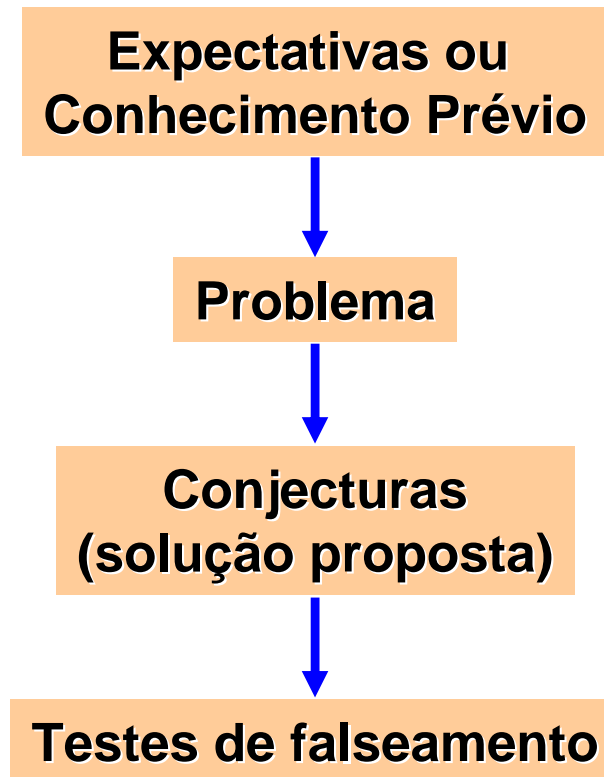 Expectativas ou
Conhecimento Prévio
Problema
Conjecturas
(solução proposta)
Testes de falseamento